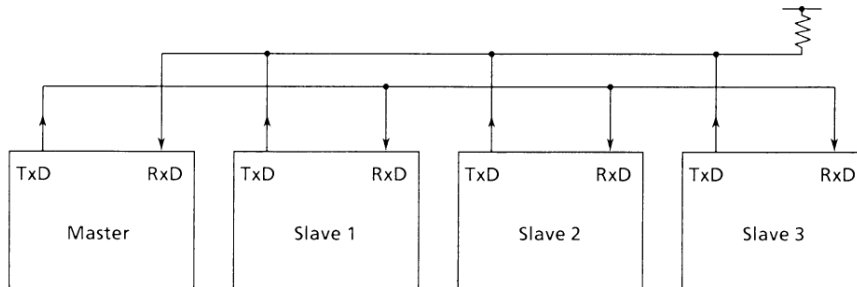 TxD RxD TxD RxD TxD RxD TxD RxD
Master Slave 1 Slave 2 Slave 3